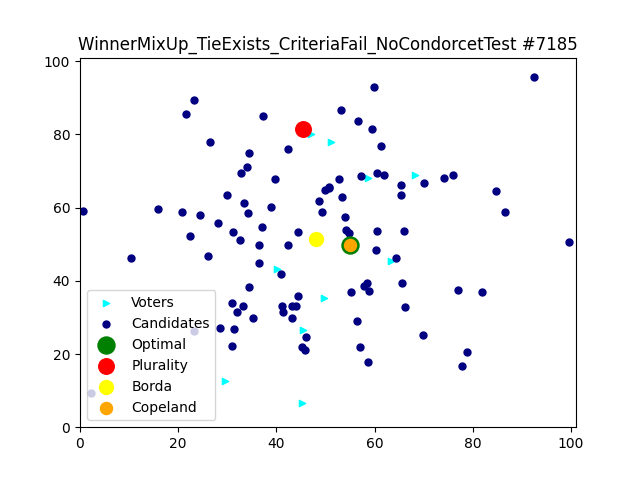 WinnerMixUp_TieExists_CriteriaFail_NoCondorcetTest #7185
100
80
60
40
20
0
Voters
Candidates
Optimal
Plurality
Borda
Copeland
0 20 40 60 80 100